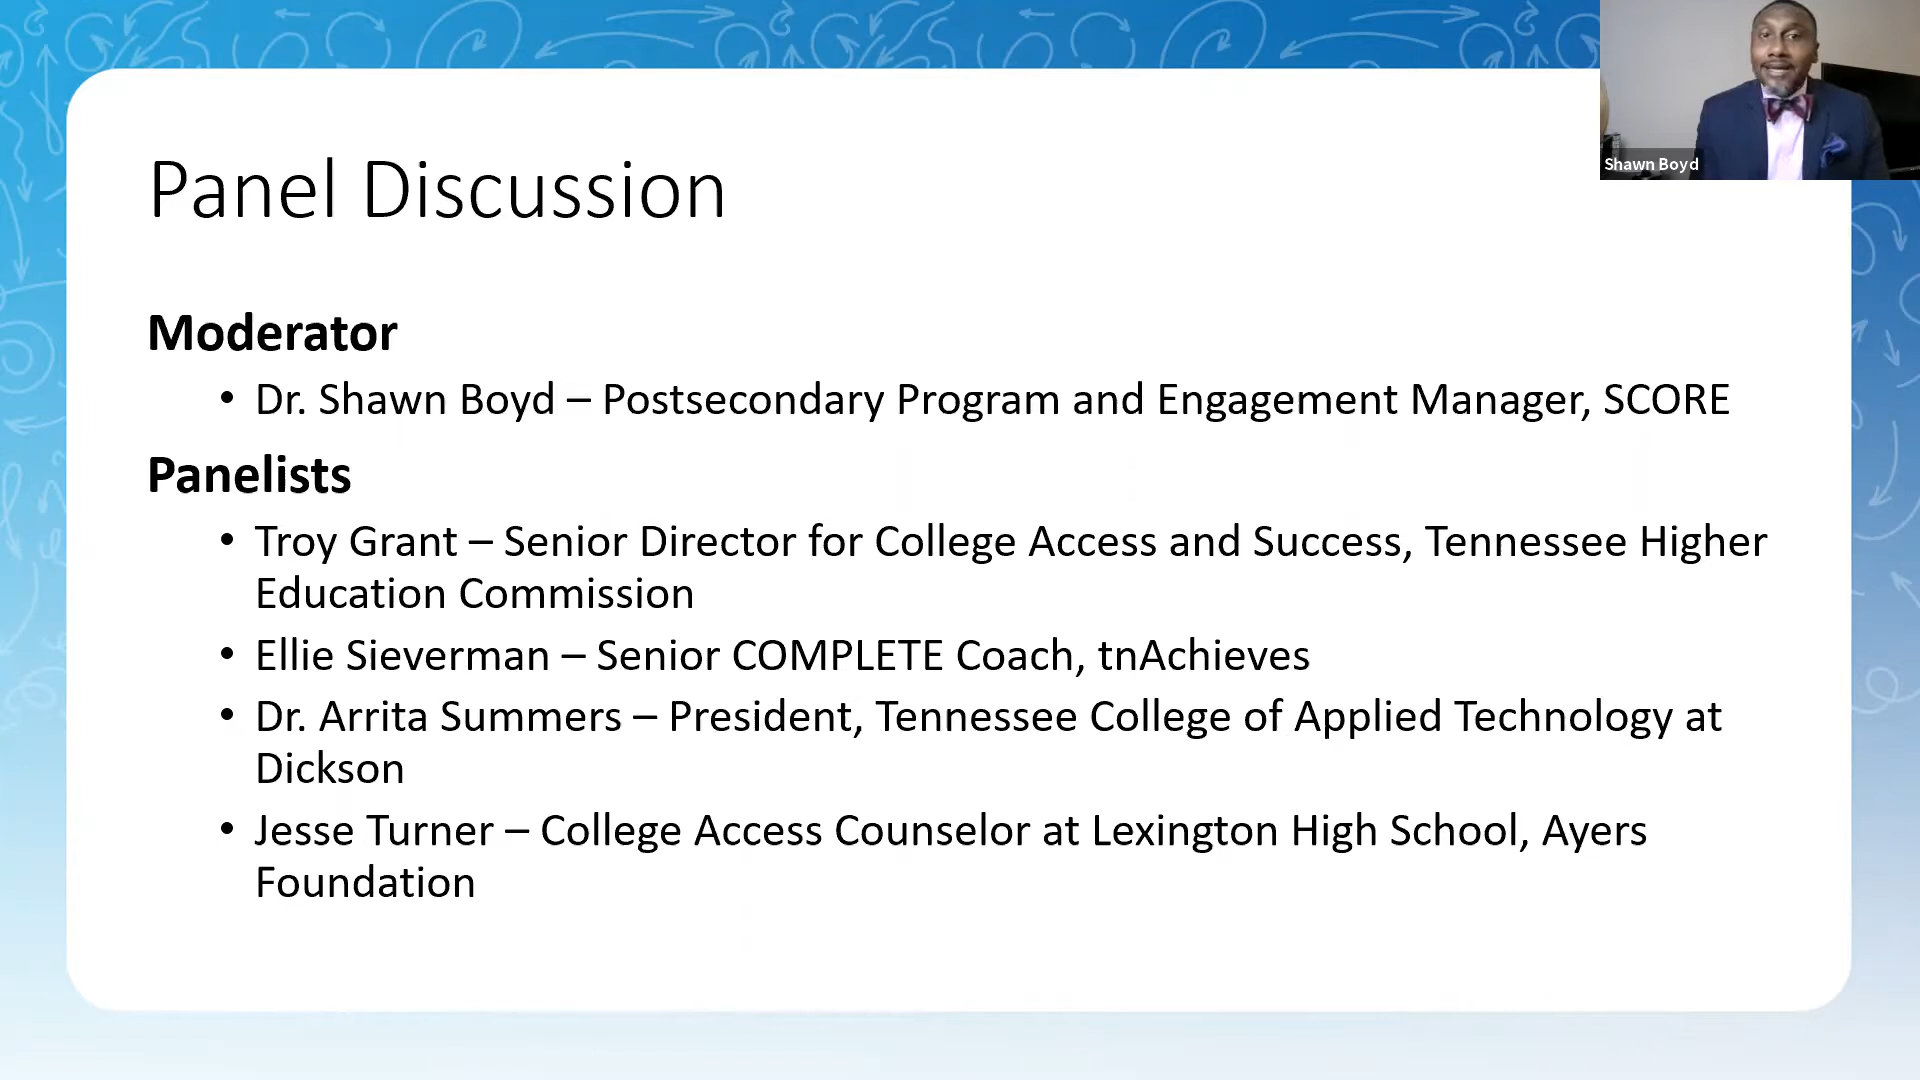 Shawn Boyd
Panel Discussion
Moderator
• Dr. Shawn Boyd – Postsecondary Program and Engagement Manager, SCORE
Panelists
• Troy Grant – Senior Director for College Access and Success, Tennessee Higher
Education Commission
• Ellie Sieverman – Senior COMPLETE Coach, tnAchieves
• Dr. Arrita Summers – President, Tennessee College of Applied Technology at
Dickson
• Jesse Turner – College Access Counselor at Lexington High School, Ayers
Foundation